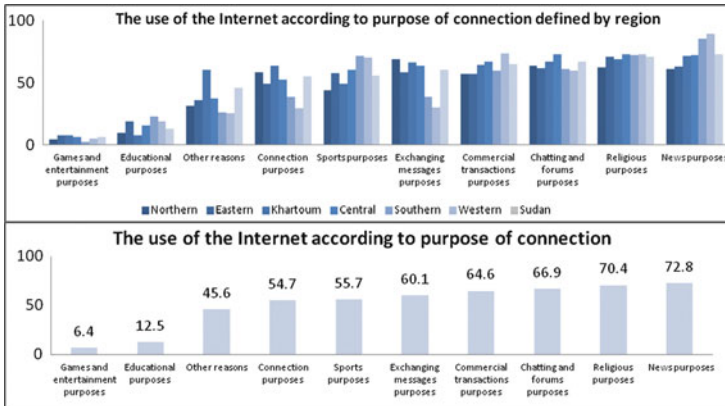 The use of the Internet according to purpose of connection defined by region
100
50
0
Games and entertainment purposes
Educational purposes
Other reasons
Connection purposes
Sports purposes
Exchanging messages purposes
Commercial transactions purposes
Chatting and forums purposes
Religious purposes
News purposes
Northern Eastern Khartoum Central Southern Western Sudan
The use of the Internet according to purpose of connection
100
50
0
6.4 12.5 45.6 54.7 55.7 60.1 64.6 66.9 70.4 72.8
Games and entertainment purposes
Educational purposes
Other reasons
Connection purposes
Sports purposes
Exchanging messages purposes
Commercial transactions purposes
Chatting and forums purposes
Religious purposes
News purposes